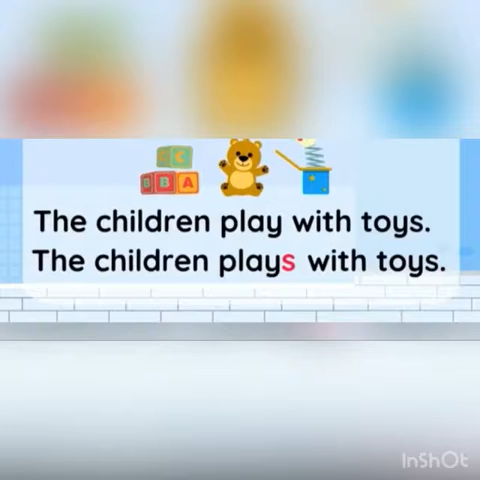 C
B B A
The children play with toys.
The children plays with toys.
InShOt